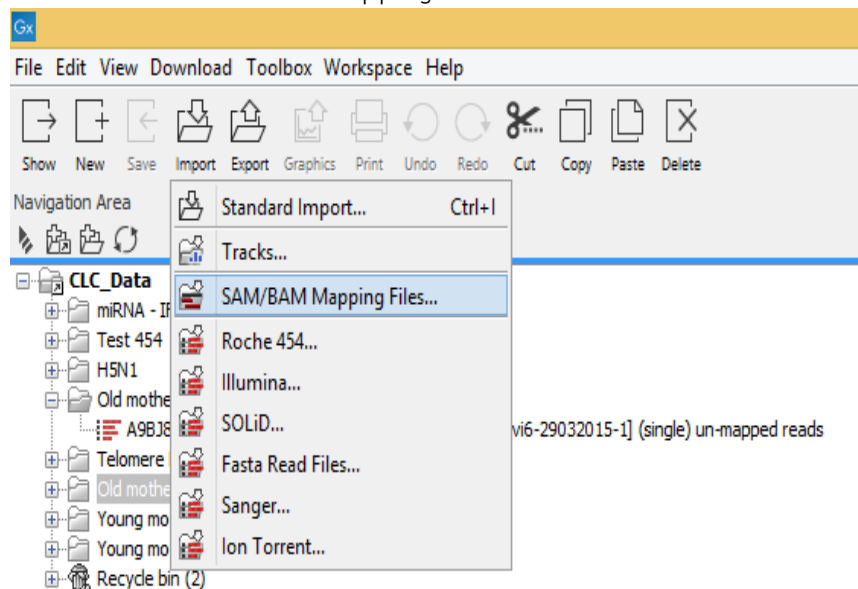 Gx
File Edit View Download Toolbox Workspace Help
Show New Save Import Export Graphics Print Undo Redo Cut Copy Paste Delete
Navigation Area
Standard Import... Ctrl+I
Tracks...
CLC_Data
SAM/BAM Mapping Files...
miRNA - IF
Test 454
Roche 454...
H5N1
Illumina...
Old mothe
SOLiD...
A9BJ8
vi6-29032015-1] (single) un-mapped reads
Telomere
Fasta Read Files...
Old mothe
Sanger...
Young mo
Young mo
Ion Torrent...
Recycle bin (2)